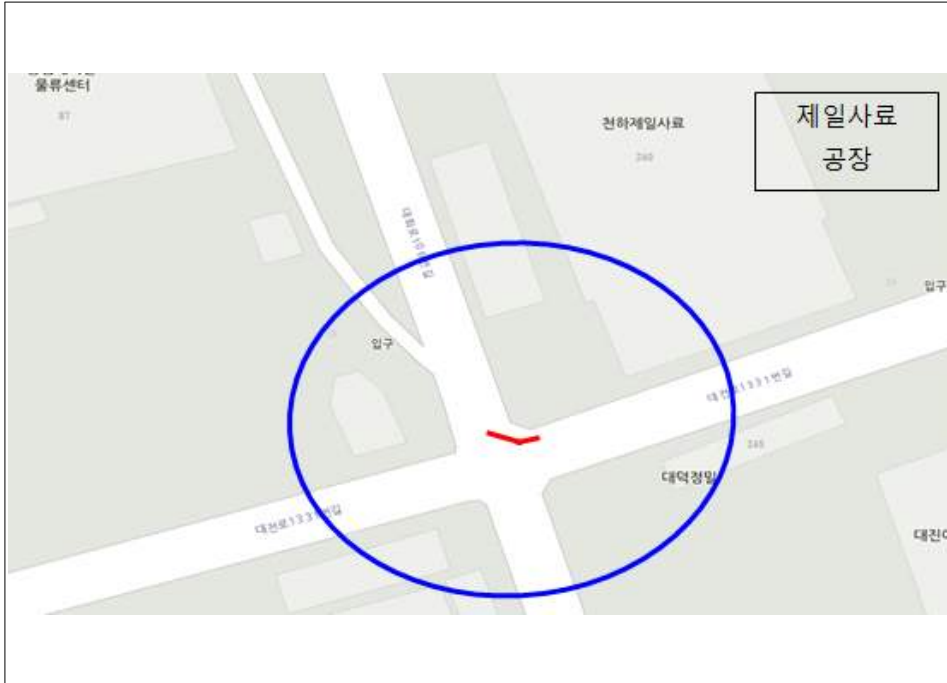 물류센터
87
천하제일사료
240
제일사료
공장
입구
입구
대전로1331번길
대전로1331번길
대덕정밀
245